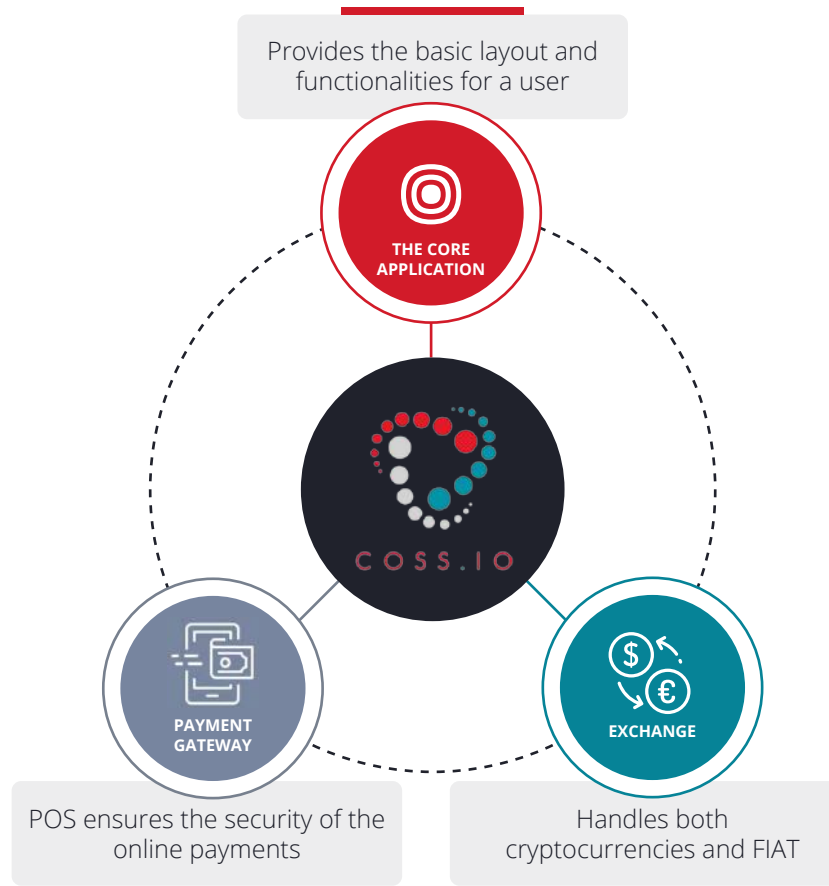 Provides the basic layout and
functionalities for a user
THE CORE
APPLICATION
COSS.IO
$
€
PAYMENT
GATEWAY
EXCHANGE
POS ensures the security of the
online payments
Handles both
cryptocurrencies and FIAT